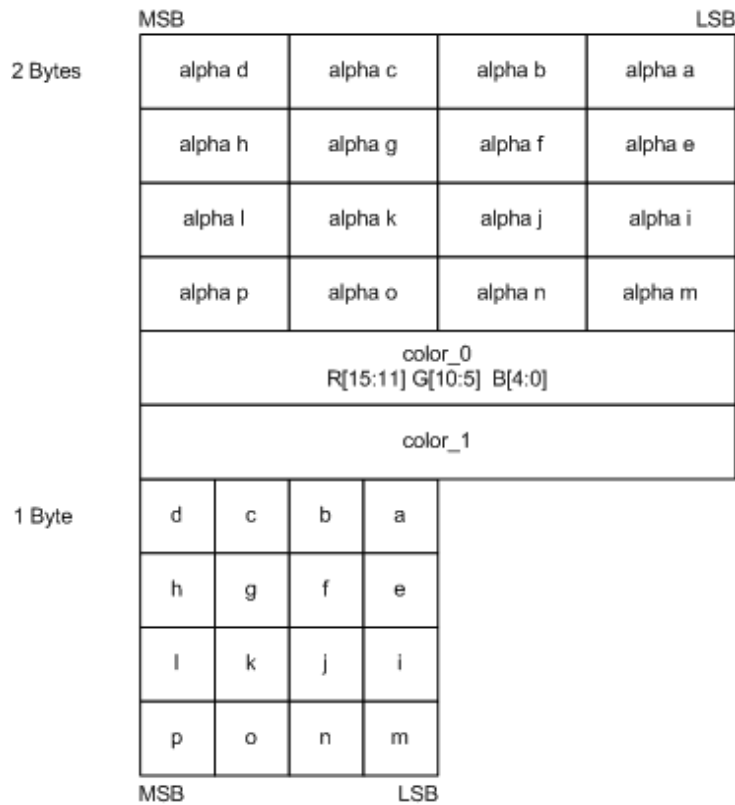 MSB LSB
2 Bytes alpha d alpha c alpha b alpha a
alpha h alpha g alpha f alpha e
alpha l alpha k alpha j alpha i
alpha p alpha o alpha n alpha m
color_0
R[15:11] G[10:5] B[4:0]
color_1
1 Byte d c b a
h g f e
l k j i
p o n m
MSB LSB